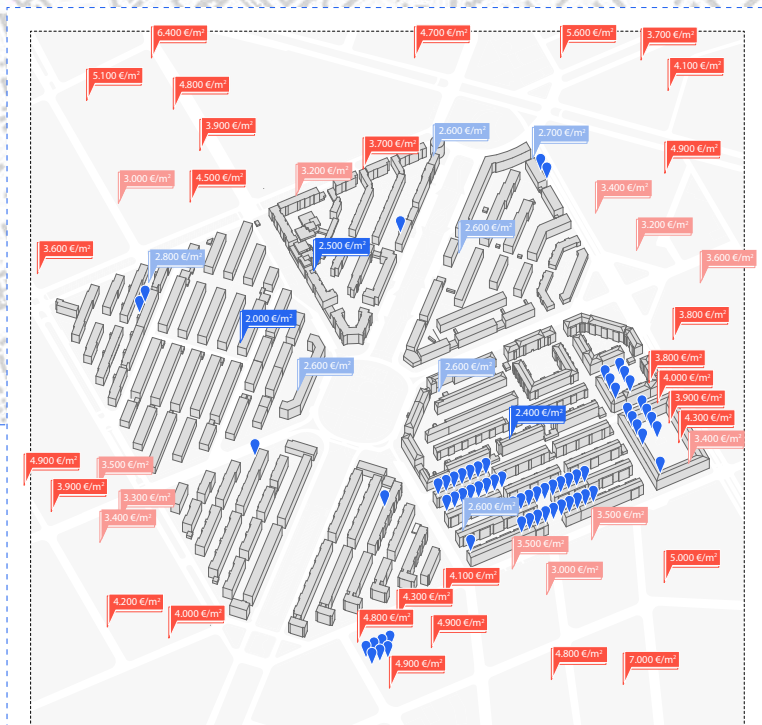 6.400 €/m²
4.700 €/m²
5.600 €/m²
3.700 €/m²
5.100 €/m²
4.800 €/m²
4.100 €/m²
3.900 €/m²
2.600 €/m²
2.700 €/m²
3.700 €/m²
4.900 €/m²
3.000 €/m²
4.500 €/m²
3.200 €/m²
3.400 €/m²
3.200 €/m²
2.600 €/m²
3.600 €/m²
2.800 €/m²
2.500 €/m²
3.600 €/m²
2.000 €/m²
3.800 €/m²
2.600 €/m²
2.600 €/m²
3.800 €/m²
4.000 €/m²
3.900 €/m²
2.400 €/m²
4.300 €/m²
3.400 €/m²
4.900 €/m²
3.500 €/m²
3.900 €/m²
3.300 €/m²
2.600 €/m²
3.400 €/m²
3.500 €/m²
3.500 €/m²
5.000 €/m²
4.100 €/m²
3.000 €/m²
4.300 €/m²
4.200 €/m²
4.000 €/m²
4.800 €/m²
4.900 €/m²
4.900 €/m²
4.800 €/m²
7.000 €/m²